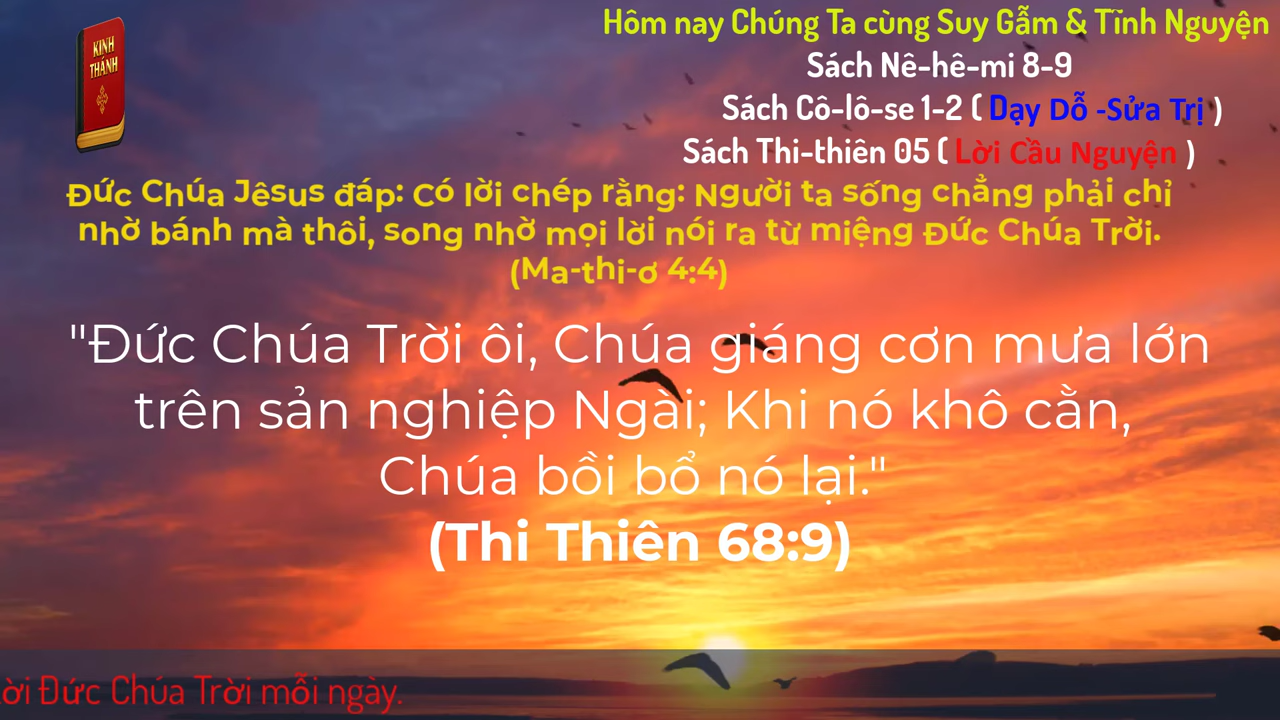 KINH
THÁNH
Hôm nay Chúng Ta cùng Suy Gẫm & Tĩnh Nguyện
Sách Nê-hê-mi 8-9
Sách Cô-lô-se 1-2 ( Dạy Dỗ -Sửa Trị )
Sách Thi-thiên 05 ( Lời Cầu Nguyện )
Đức Chúa Jêsus đáp: Có lời chép rằng: Người ta sống chẳng phải chỉ
nhờ bánh mà thôi, song nhờ mọi lời nói ra từ miệng Đức Chúa Trời.
(Ma-thi-ơ 4:4)
"Đức Chúa Trời ôi, Chúa giáng cơn mưa lớn
trên sản nghiệp Ngài; Khi nó khô cằn,
Chúa bồi bổ nó lại."
(Thi Thiên 68:9)
Đức Chúa Trời mỗi ngày.